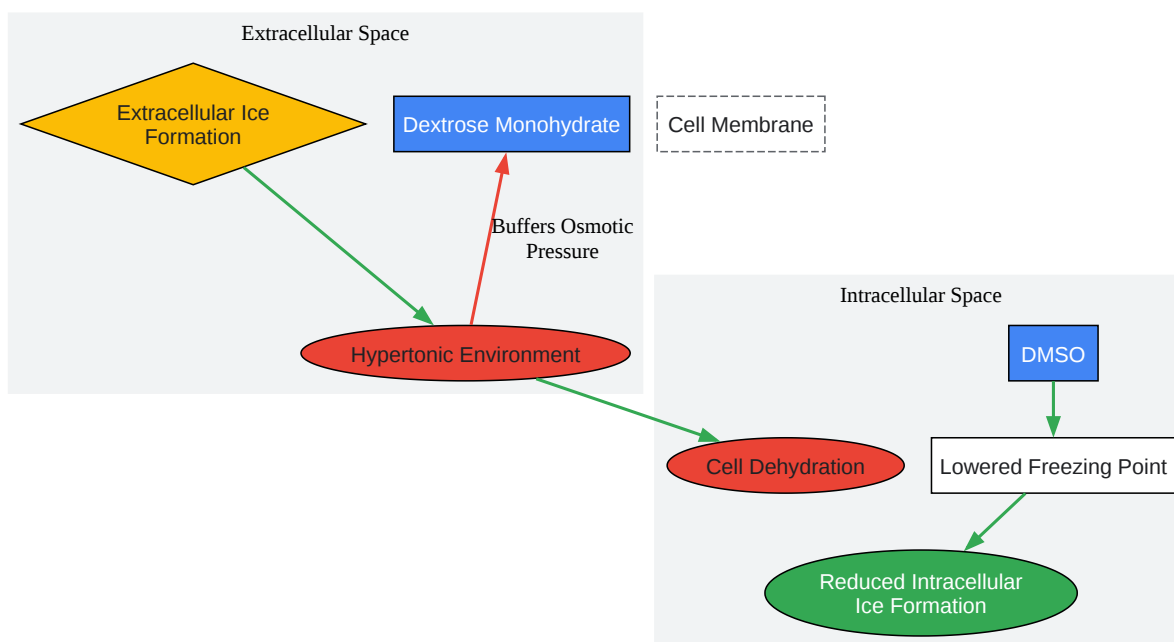 Extracellular Space
Extracellular Ice
Formation
Dextrose Monohydrate
Cell Membrane
Buffers Osmotic
Pressure
Hypertonic Environment
Intracellular Space
DMSO
Cell Dehydration
Lowered Freezing Point
Reduced Intracellular
Ice Formation